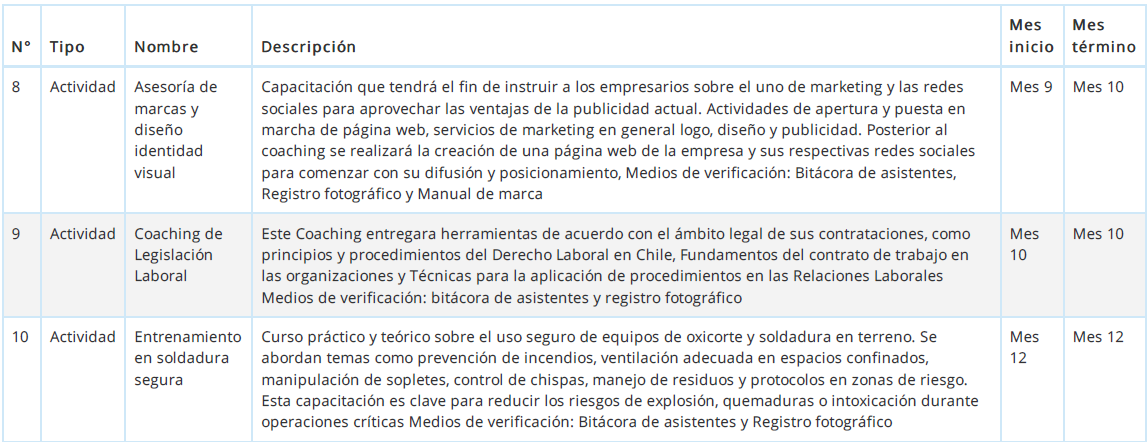 N° Tipo Nombre Descripción Mes inicio Mes término
8 Actividad Asesoría de marcas y diseño identidad visual
Capacitación que tendrá el fin de instruir a los empresarios sobre el uno de marketing y las redes
sociales para aprovechar las ventajas de la publicidad actual. Actividades de apertura y puesta en
marcha de página web, servicios de marketing en general logo, diseño y publicidad. Posterior al
coaching se realizará la creación de una página web de la empresa y sus respectivas redes sociales
para comenzar con su difusión y posicionamiento, Medios de verificación: Bitácora de asistentes,
Registro fotográfico y Manual de marca
Mes 9 Mes 10
9 Actividad Coaching de Legislación Laboral
Este Coaching entregara herramientas de acuerdo con el ámbito legal de sus contrataciones, como
principios y procedimientos del Derecho Laboral en Chile, Fundamentos del contrato de trabajo en
las organizaciones y Técnicas para la aplicación de procedimientos en las Relaciones Laborales
Medios de verificación: bitácora de asistentes y registro fotográfico
Mes 10 Mes 10
10 Actividad Entrenamiento en soldadura segura
Curso práctico y teórico sobre el uso seguro de equipos de oxicorte y soldadura en terreno. Se
abordan temas como prevención de incendios, ventilación adecuada en espacios confinados,
manipulación de sopletes, control de chispas, manejo de residuos y protocolos en zonas de riesgo.
Esta capacitación es clave para reducir los riesgos de explosión, quemaduras o intoxicación durante
operaciones críticas Medios de verificación: Bitácora de asistentes y Registro fotográfico
Mes 12 Mes 12